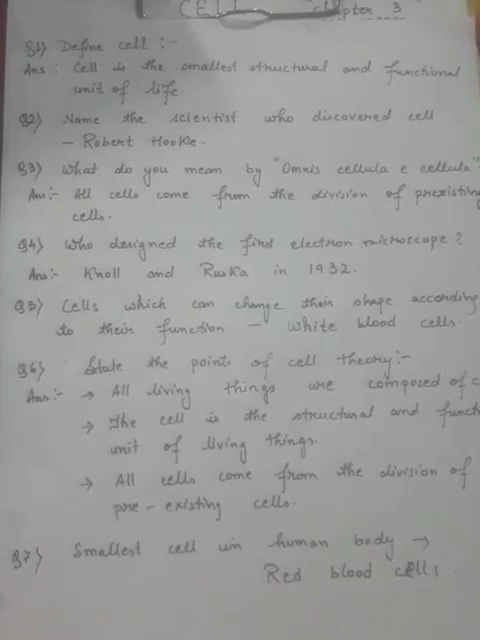 CELL
Chapter 3
Q1) Define cell :-
Ans : Cell is the smallest structural and functional
unit of life.
Q2) Name the scientist who discovered cell
- Robert Hooke.
Q3) What do you mean by "Omnis cellula e cellula"
Ans :- All cells come from the division of prexisting
cells.
Q4) Who designed the first electron microscope?
Ans :- Knoll and Ruska in 1932.
Q5) Cells which can change their shape according
to their function - White blood cells.
Q6) State the points of cell theory :-
Ans :- → All living things are composed of c
→ The cell is the structural and funct
unit of living things.
→ All cells come from the division of
pre-existing cells.
Q7) Smallest cell in human body →
Red blood cells.